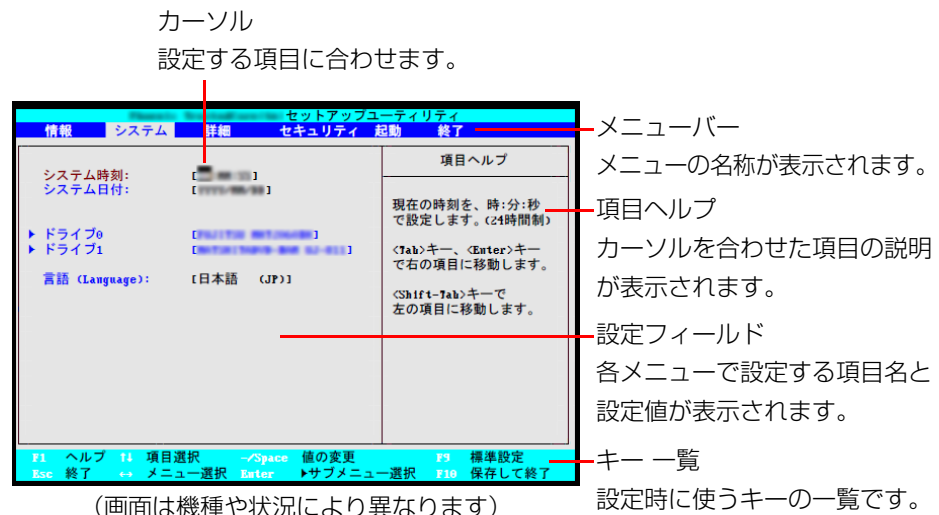 カーソル
設定する項目に合わせます。
セットアップユーティリティ
情報 システム 詳細 セキュリティ 起動 終了
システム時刻:
システム日付:
ドライブ0
ドライブ1
言語 (Language): [日本語 (JP)]
項目ヘルプ
現在の時刻を、時:分:秒
で設定します。(24時間制)
<Tab>キー、<Enter>キー
で右の項目に移動します。
<Shift-Tab>キーで
左の項目に移動します。
F1 ヘルプ ↑↓ 項目選択 -/Space 値の変更 F9 標準設定
Esc 終了 ↔ メニュー選択 Enter ▶サブメニュー選択 F10 保存して終了
メニューバー
メニューの名称が表示されます。
項目ヘルプ
カーソルを合わせた項目の説明
が表示されます。
設定フィールド
各メニューで設定する項目名と
設定値が表示されます。
キー 一覧
設定時に使うキーの一覧です。
(画面は機種や状況により異なります)